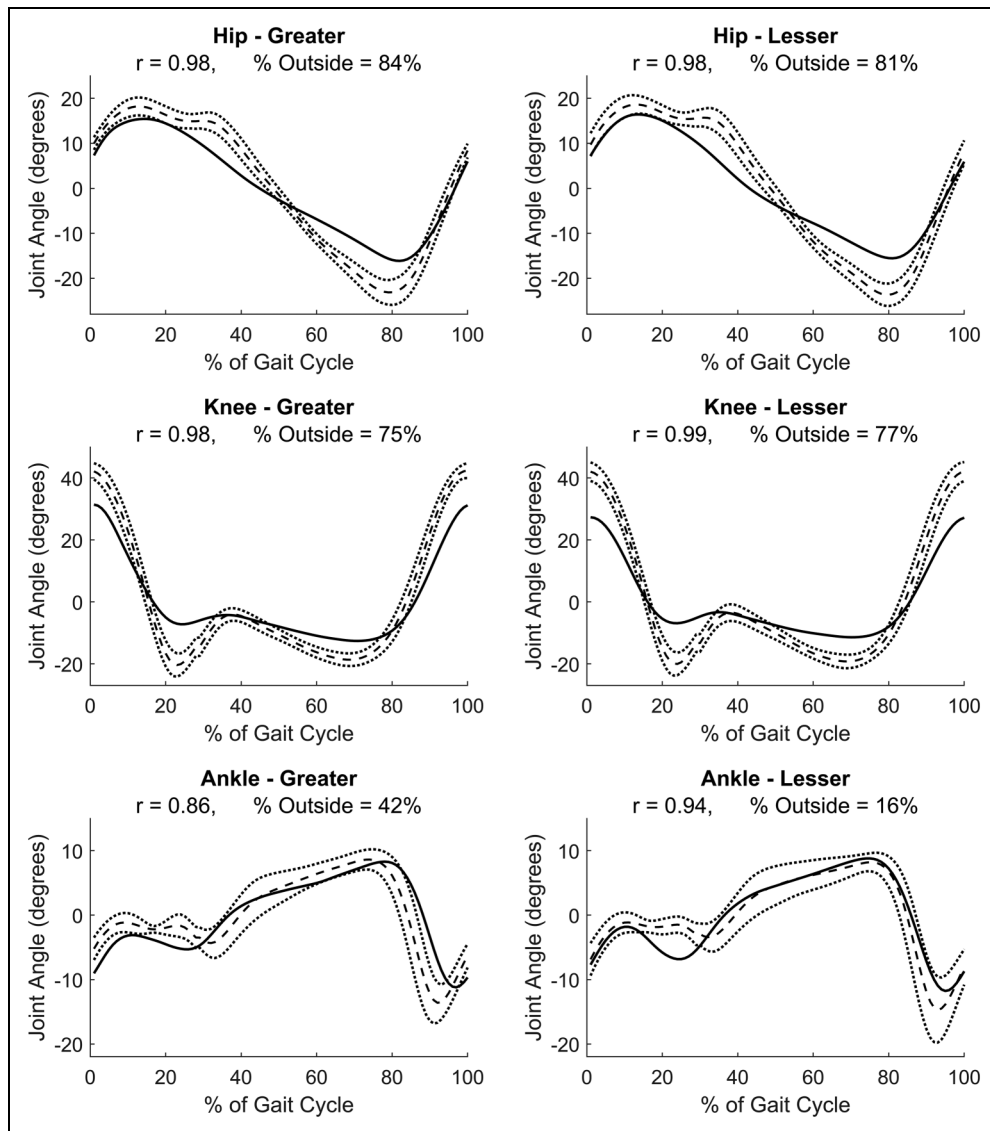 Hip - Greater
r = 0.98, % Outside = 84%
Joint Angle (degrees)
20
10
0
-10
-20
0 20 40 60 80 100
% of Gait Cycle
Hip - Lesser
r = 0.98, % Outside = 81%
Joint Angle (degrees)
20
10
0
-10
-20
0 20 40 60 80 100
% of Gait Cycle
Knee - Greater
r = 0.98, % Outside = 75%
Joint Angle (degrees)
40
20
0
-20
0 20 40 60 80 100
% of Gait Cycle
Knee - Lesser
r = 0.99, % Outside = 77%
Joint Angle (degrees)
40
20
0
-20
0 20 40 60 80 100
% of Gait Cycle
Ankle - Greater
r = 0.86, % Outside = 42%
Joint Angle (degrees)
10
0
-10
-20
0 20 40 60 80 100
% of Gait Cycle
Ankle - Lesser
r = 0.94, % Outside = 16%
Joint Angle (degrees)
10
0
-10
-20
0 20 40 60 80 100
% of Gait Cycle